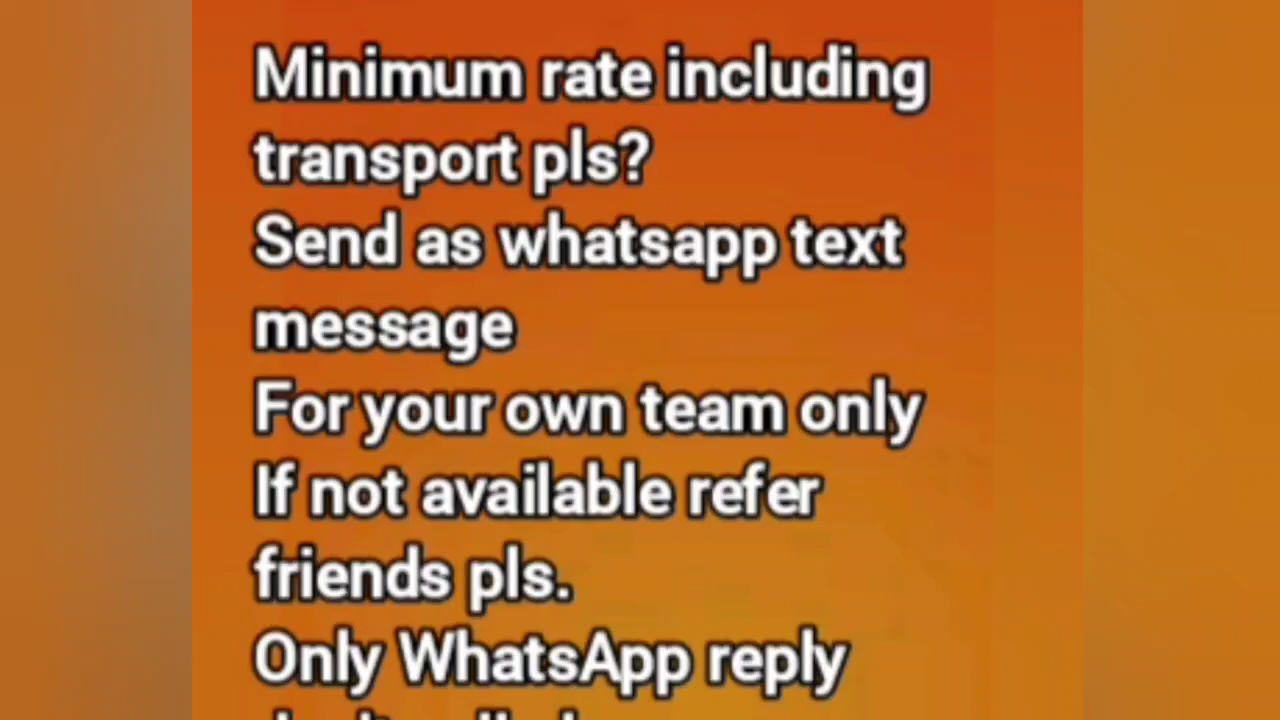 Minimum rate including
transport pls?
Send as whatsapp text
message
For your own team only
If not available refer
friends pls.
Only WhatsApp reply